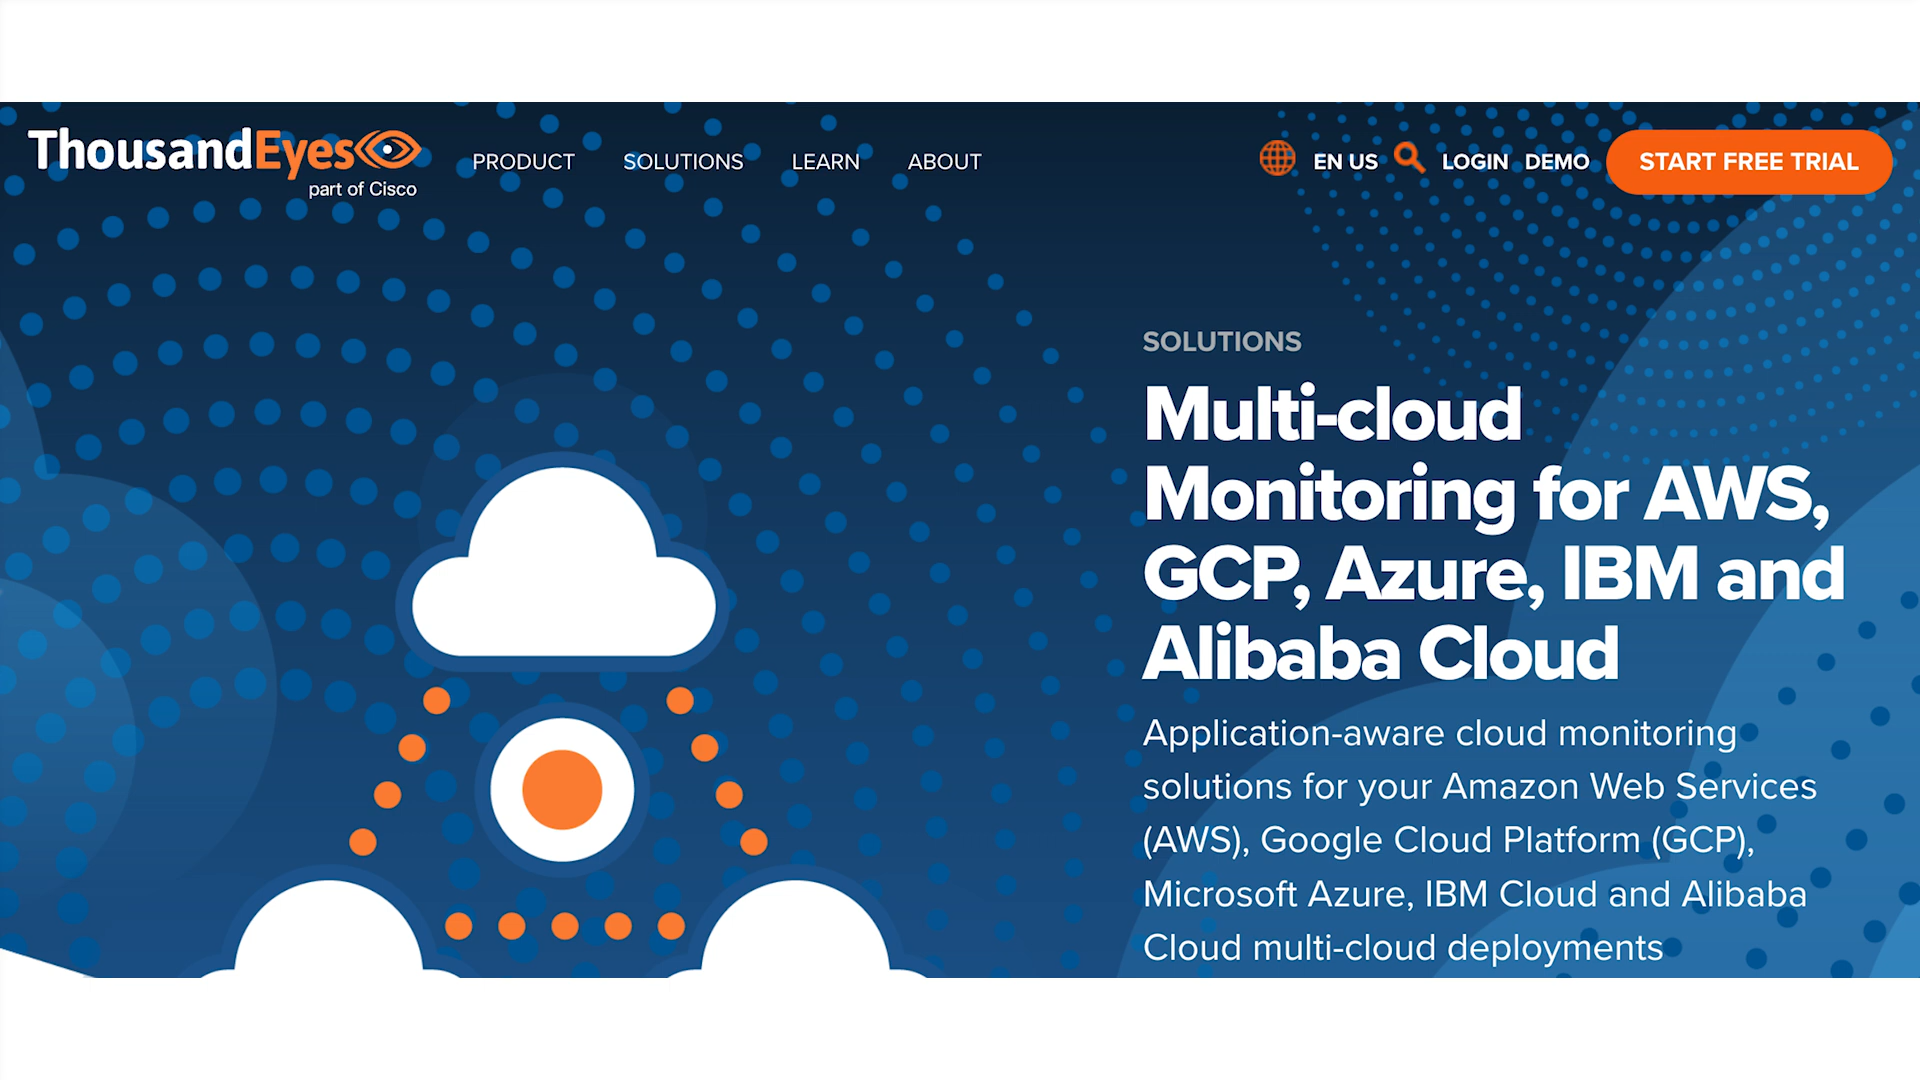 ThousandEyes
part of Cisco
PRODUCT SOLUTIONS LEARN ABOUT
EN US LOGIN DEMO START FREE TRIAL
SOLUTIONS
Multi-cloud
Monitoring for AWS,
GCP, Azure, IBM and
Alibaba Cloud
Application-aware cloud monitoring
solutions for your Amazon Web Services
(AWS), Google Cloud Platform (GCP),
Microsoft Azure, IBM Cloud and Alibaba
Cloud multi-cloud deployments